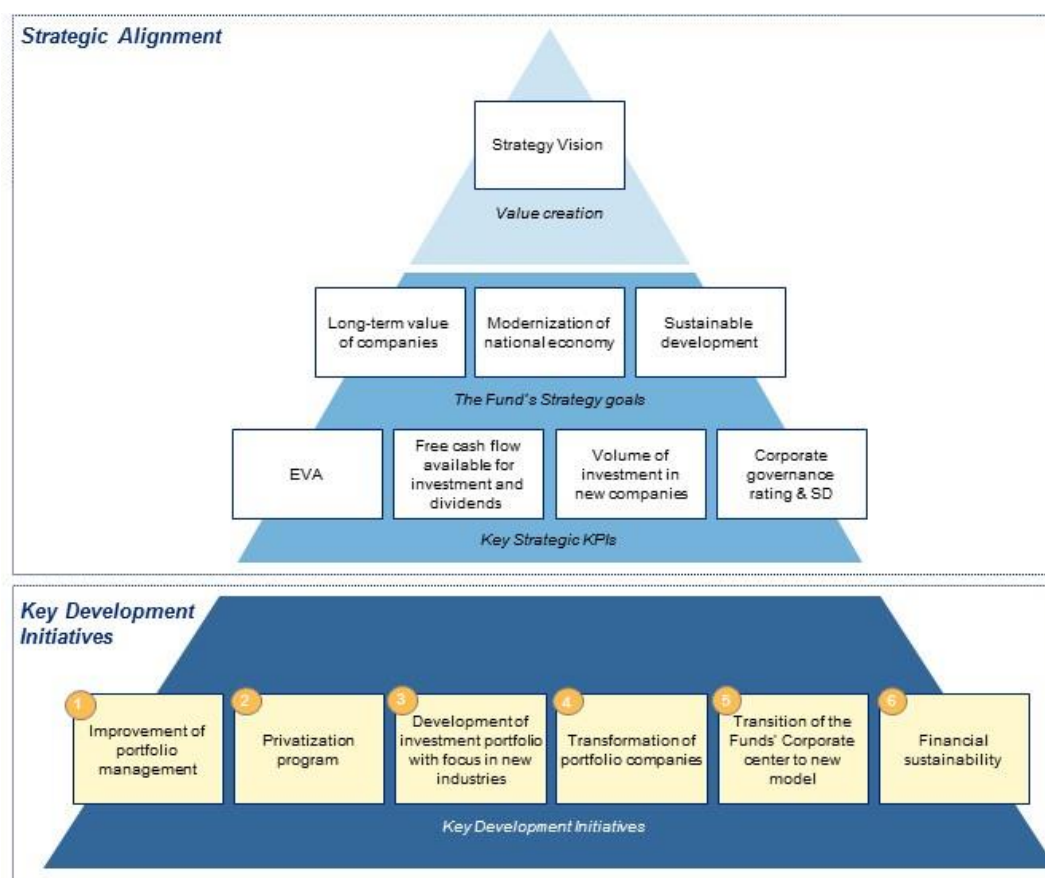 Strategic Alignment
Strategy Vision
Value creation
Long-term value
of companies
Modernization of
national economy
Sustainable
development
The Fund's Strategy goals
EVA
Free cash flow
available for
investment and
dividends
Volume of
investment in
new companies
Corporate
governance
rating & SD
Key Strategic KPIs
Key Development
Initiatives
1
Improvement of
portfolio
management
2
Privatization
program
3
Development of
investment portfolio
with focus in new
industries
4
Transformation of
portfolio companies
5
Transition of the
Funds' Corporate
center to new
model
6
Financial
sustainability
Key Development Initiatives